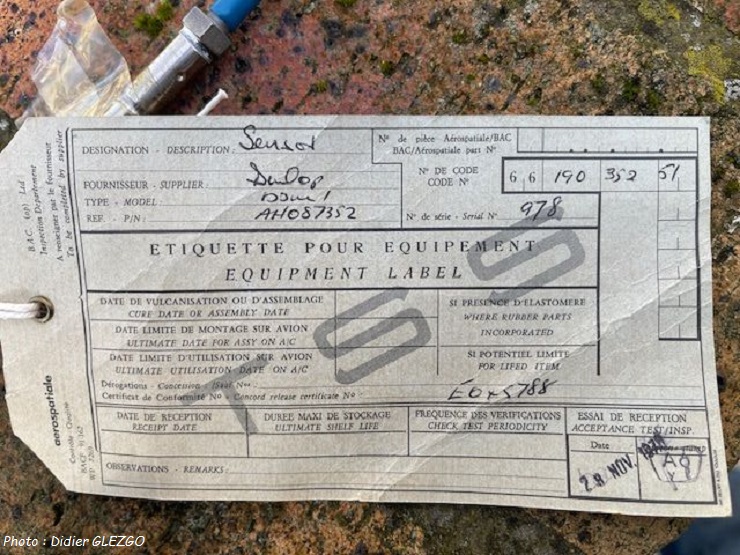 DESIGNATION - DESCRIPTION : Sensor
N° de pièce Aérospatiale/BAC
BAC/Aérospatiale part N°
FOURNISSEUR - SUPPLIER : Dunlop
N° DE CODE
CODE N°
66 190 352 51
TYPE - MODEL :
REF. - P/N : AH087352
N° de série - Serial N° 978
ETIQUETTE POUR EQUIPEMENT
EQUIPMENT LABEL
DATE DE VULCANISATION OU D'ASSEMBLAGE
CURE DATE OR ASSEMBLY DATE
SI PRESENCE D'ELASTOMERE
WHERE RUBBER PARTS
INCORPORATED
DATE LIMITE DE MONTAGE SUR AVION
ULTIMATE DATE FOR ASSY ON A/C
DATE LIMITE D'UTILISATION SUR AVION
ULTIMATE UTILISATION DATE ON A/C
SI POTENTIEL LIMITE
FOR LIFED ITEM
Dérogations - Concession
Certificat de Conformité N° - Concord release certificate N°
DATE DE RECEPTION
RECEIPT DATE
DUREE MAXI DE STOCKAGE
ULTIMATE SHELF LIFE
FREQUENCE DES VERIFICATIONS
CHECK TEST PERIODICITY
ESSAI DE RECEPTION
ACCEPTANCE TEST/INSP.
Date
28 NOV. 1979
OBSERVATIONS - REMARKS :
B.A.C. (op) Ltd
Inspection Department
A mentionner par le fournisseur
To be completed by supplier
aerospatiale
Photo : Didier GLEZGO